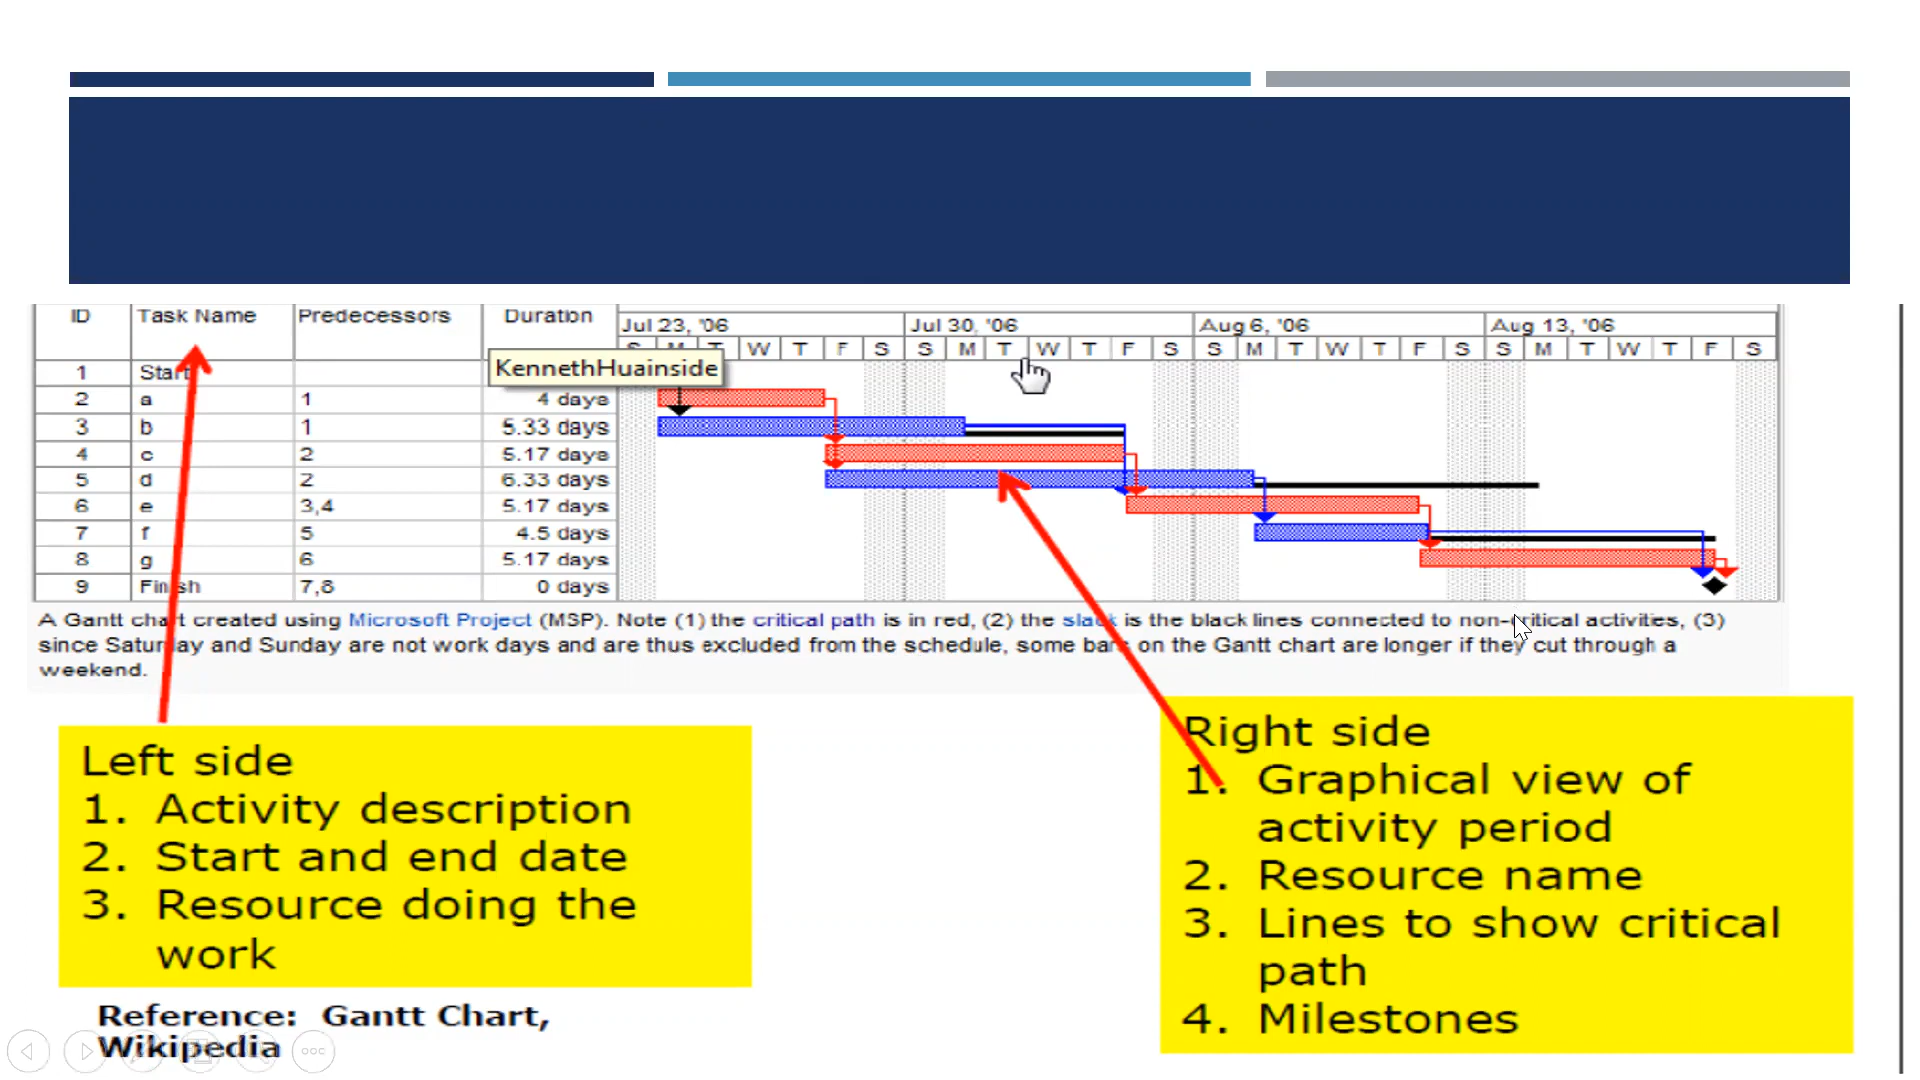 ID Task Name Predecessors Duration
Jul 23, '06 Jul 30, '06 Aug 6, '06 Aug 13, '06
W T F S S M T W T F S S M T W T F S S M T W T F S
KennethHuainside
1 Start
2 a 1 4 days
3 b 1 5.33 days
4 c 2 5.17 days
5 d 2 6.33 days
6 e 3,4 5.17 days
7 f 5 4.5 days
8 g 6 5.17 days
9 Finish 7,8 0 days
A Gantt chart created using Microsoft Project (MSP). Note (1) the critical path is in red, (2) the slack is the black lines connected to non-critical activities, (3)
since Saturday and Sunday are not work days and are thus excluded from the schedule, some bars on the Gantt chart are longer if they cut through a
weekend.
Left side
1. Activity description
2. Start and end date
3. Resource doing the
work
Reference: Gantt Chart,
Wikipedia
Right side
1. Graphical view of
activity period
2. Resource name
3. Lines to show critical
path
4. Milestones